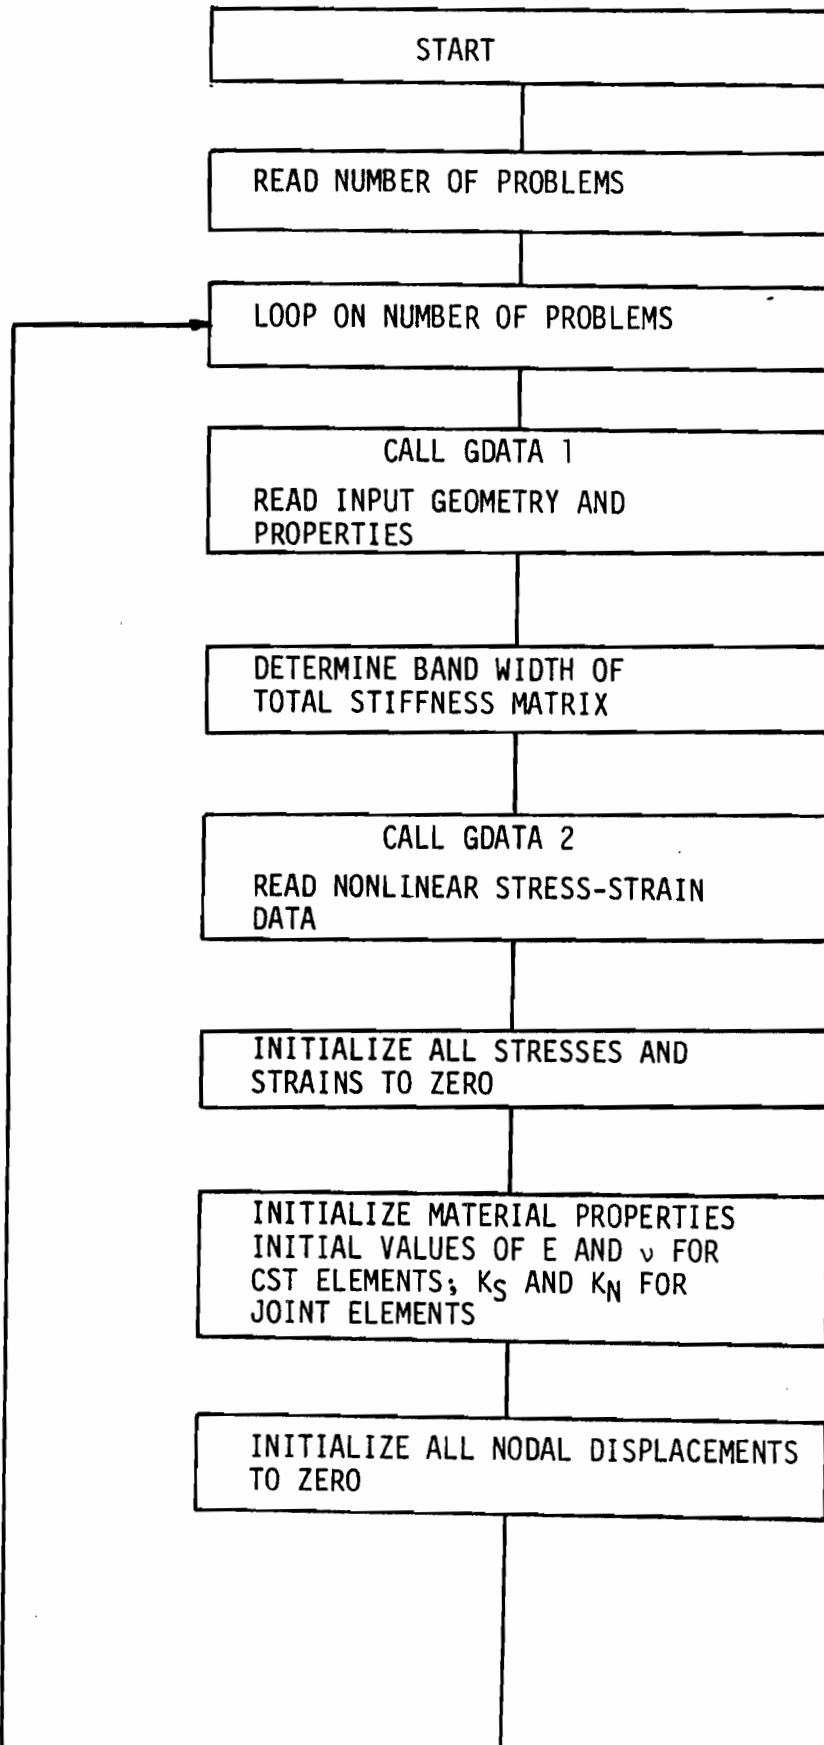 START
READ NUMBER OF PROBLEMS
LOOP ON NUMBER OF PROBLEMS
CALL GDATA 1
READ INPUT GEOMETRY AND
PROPERTIES
DETERMINE BAND WIDTH OF
TOTAL STIFFNESS MATRIX
CALL GDATA 2
READ NONLINEAR STRESS-STRAIN
DATA
INITIALIZE ALL STRESSES AND
STRAINS TO ZERO
INITIALIZE MATERIAL PROPERTIES
INITIAL VALUES OF E AND ν FOR
CST ELEMENTS; KS AND KN FOR
JOINT ELEMENTS
INITIALIZE ALL NODAL DISPLACEMENTS
TO ZERO